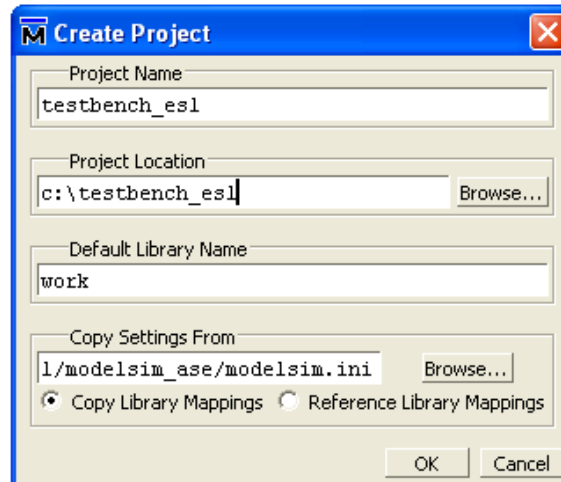 M Create Project
Project Name
testbench_esl
Project Location
c:\testbench_esl
Browse...
Default Library Name
work
Copy Settings From
l/modelsim_ase/modelsim.ini
Browse...
Copy Library Mappings Reference Library Mappings
OK Cancel